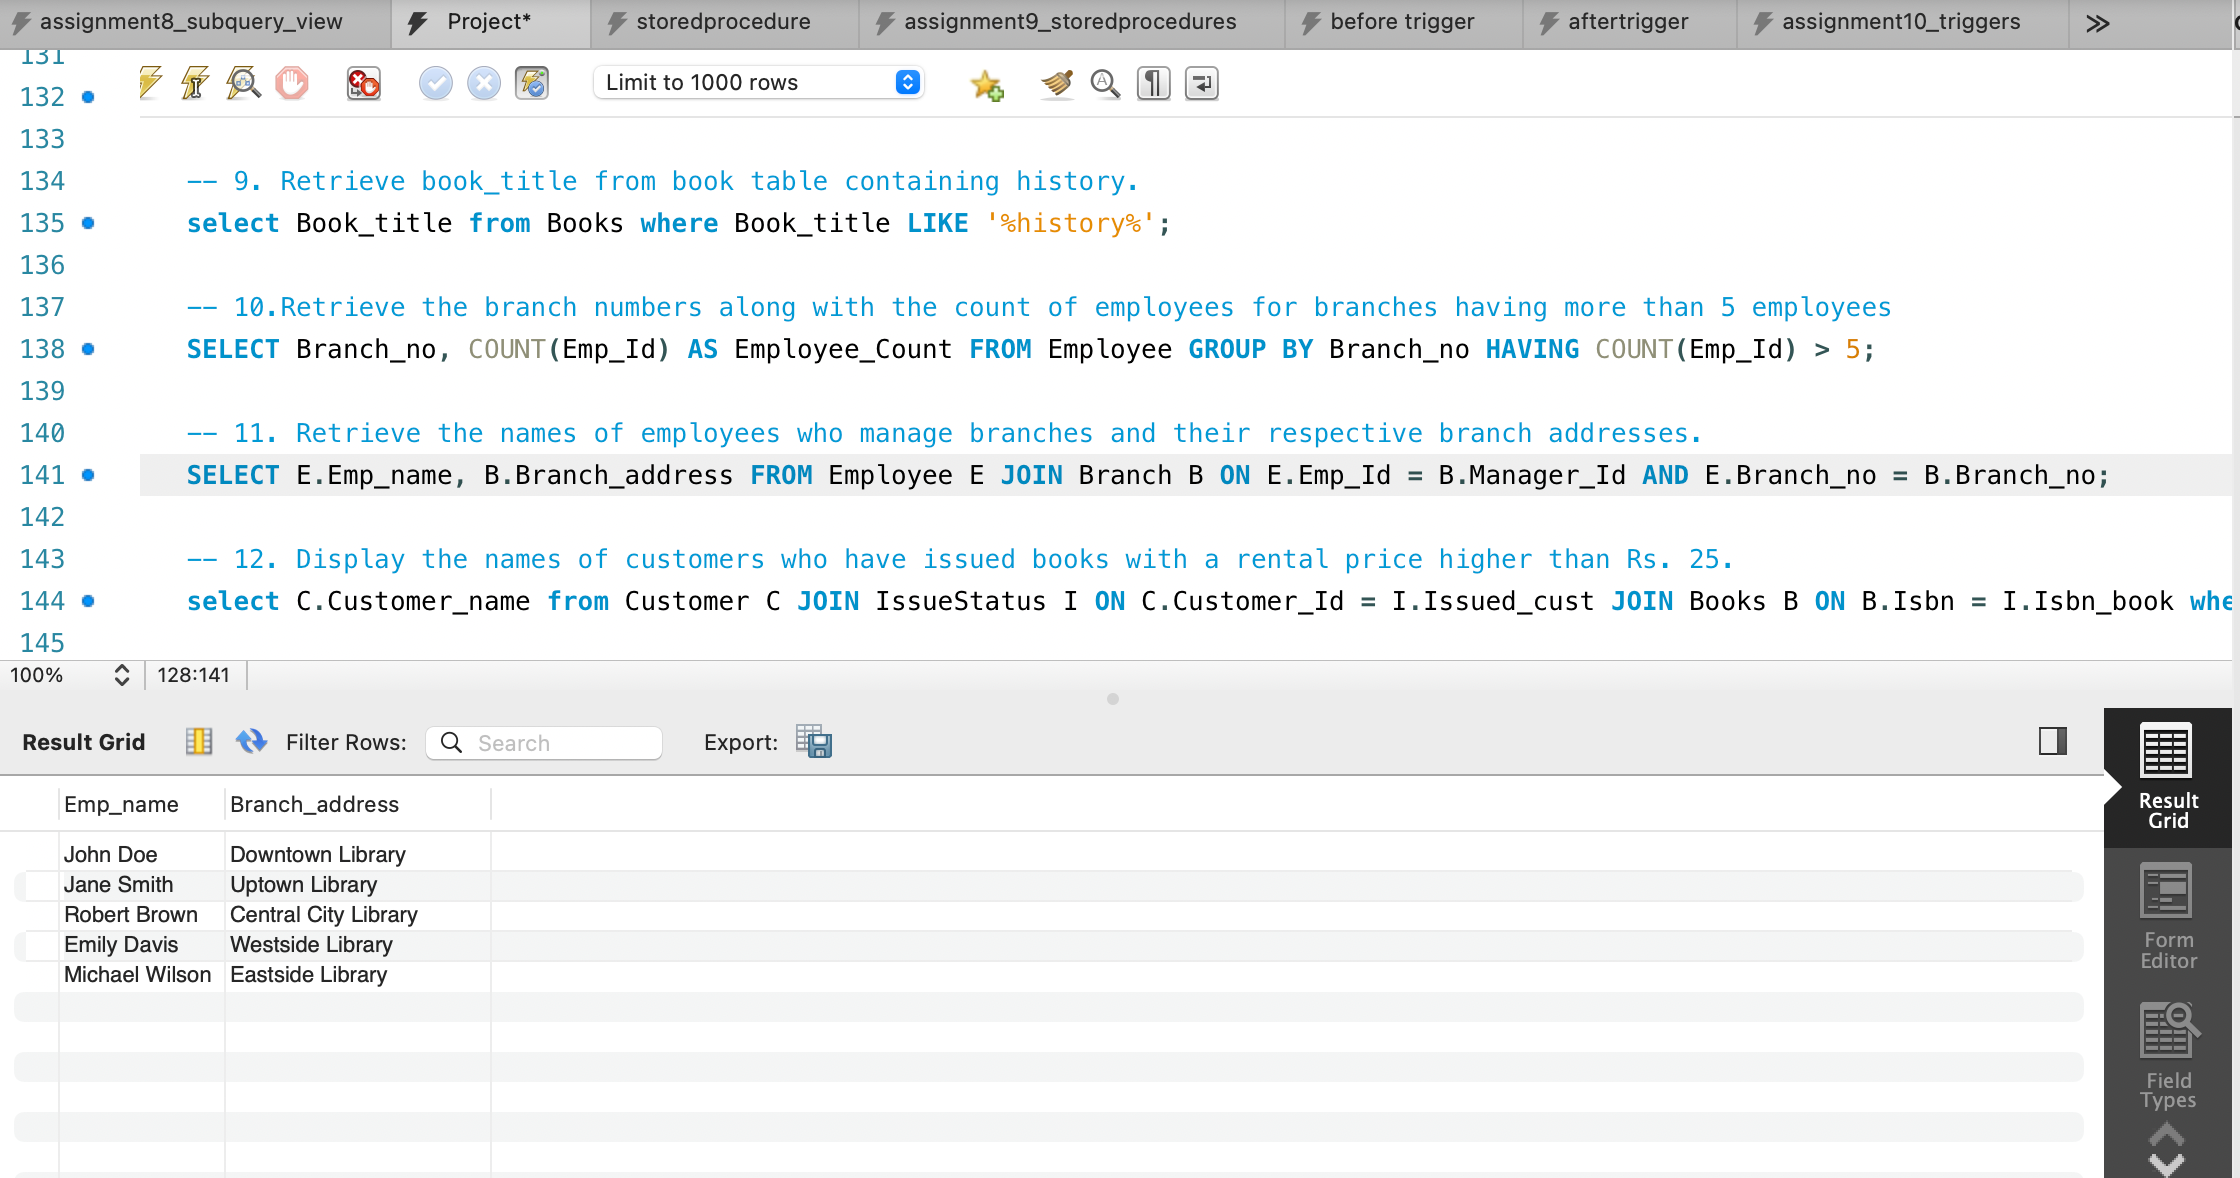 assignment8_subquery_view Project* storedprocedure assignment9_storedprocedures before trigger aftertrigger assignment10_triggers
131
Limit to 1000 rows
132
133
134 -- 9. Retrieve book_title from book table containing history.
135 select Book_title from Books where Book_title LIKE '%history%';
136
137 -- 10.Retrieve the branch numbers along with the count of employees for branches having more than 5 employees
138 SELECT Branch_no, COUNT(Emp_Id) AS Employee_Count FROM Employee GROUP BY Branch_no HAVING COUNT(Emp_Id) > 5;
139
140 -- 11. Retrieve the names of employees who manage branches and their respective branch addresses.
141 SELECT E.Emp_name, B.Branch_address FROM Employee E JOIN Branch B ON E.Emp_Id = B.Manager_Id AND E.Branch_no = B.Branch_no;
142
143 -- 12. Display the names of customers who have issued books with a rental price higher than Rs. 25.
144 select C.Customer_name from Customer C JOIN IssueStatus I ON C.Customer_Id = I.Issued_cust JOIN Books B ON B.Isbn = I.Isbn_book whe
145
100% 128:141
Result Grid Filter Rows: Search Export:
Emp_name Branch_address
John Doe Downtown Library
Jane Smith Uptown Library
Robert Brown Central City Library
Emily Davis Westside Library
Michael Wilson Eastside Library
Result
Grid
Form
Editor
Field
Types